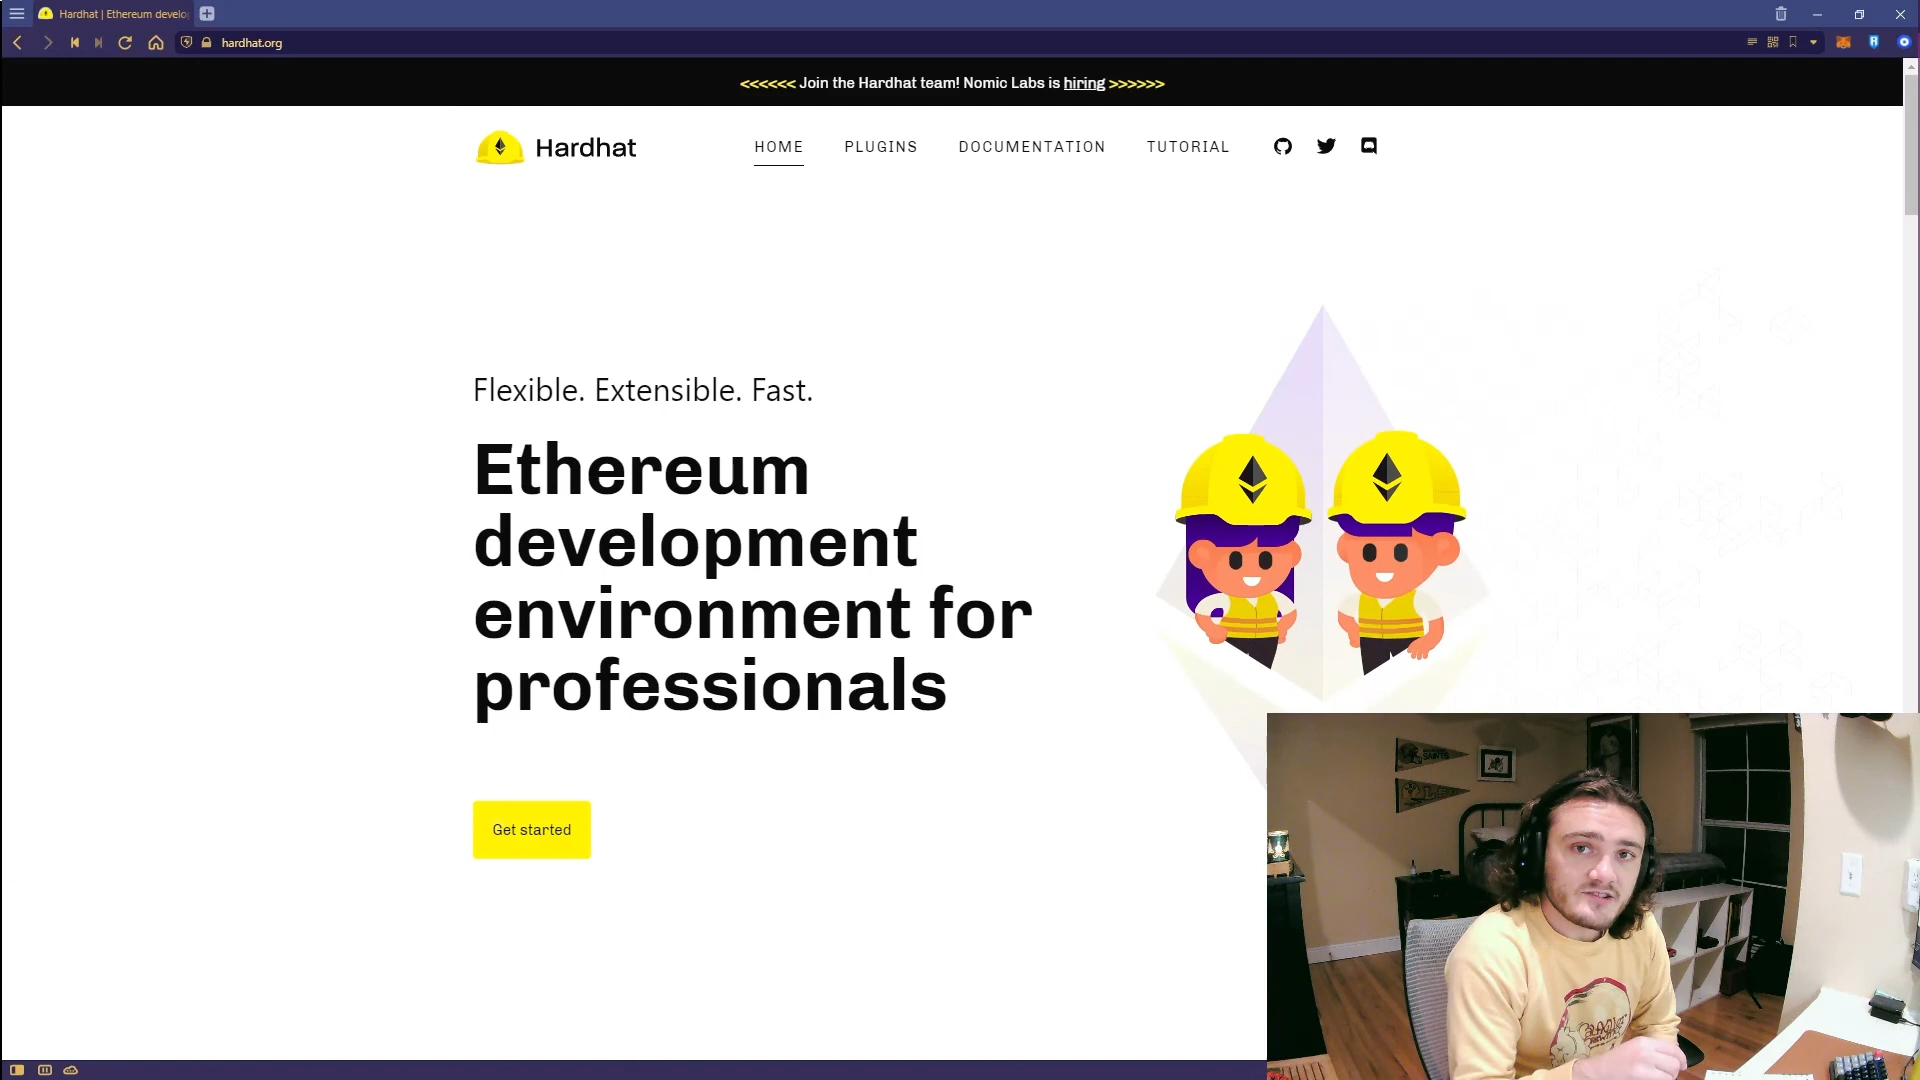 Hardhat | Ethereum develo
hardhat.org
<<<<<< Join the Hardhat team! Nomic Labs is hiring >>>>>>
Hardhat
HOME
PLUGINS
DOCUMENTATION
TUTORIAL
Flexible. Extensible. Fast.
Ethereum
development
environment for
professionals
Get started
SAINTS